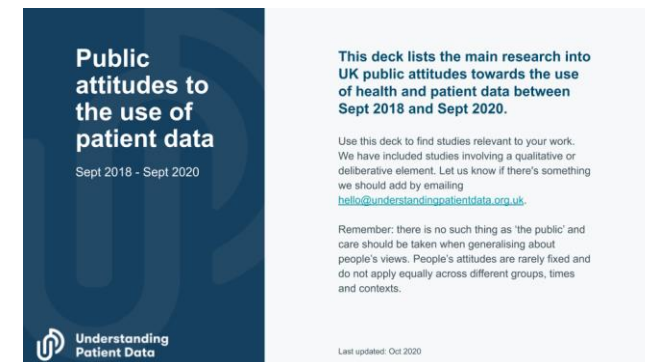 Public
attitudes to
the use of
patient data
Sept 2018 - Sept 2020
Understanding
Patient Data
This deck lists the main research into
UK public attitudes towards the use
of health and patient data between
Sept 2018 and Sept 2020.
Use this deck to find studies relevant to your work.
We have included studies involving a qualitative or
deliberative element. Let us know if there's something
we should add by emailing
hello@understandingpatientdata.org.uk.
Remember: there is no such thing as 'the public' and
care should be taken when generalising about
people's views. People's attitudes are rarely fixed and
do not apply equally across different groups, times
and contexts.
Last updated: Oct 2020